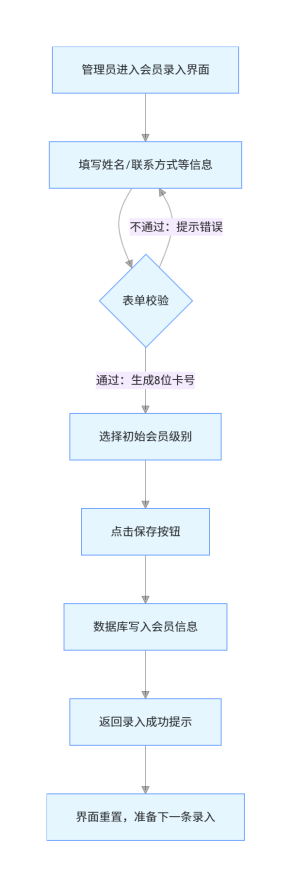 管理员进入会员录入界面
填写姓名/联系方式等信息
不通过：提示错误
表单校验
通过：生成8位卡号
选择初始会员级别
点击保存按钮
数据库写入会员信息
返回录入成功提示
界面重置，准备下一条录入